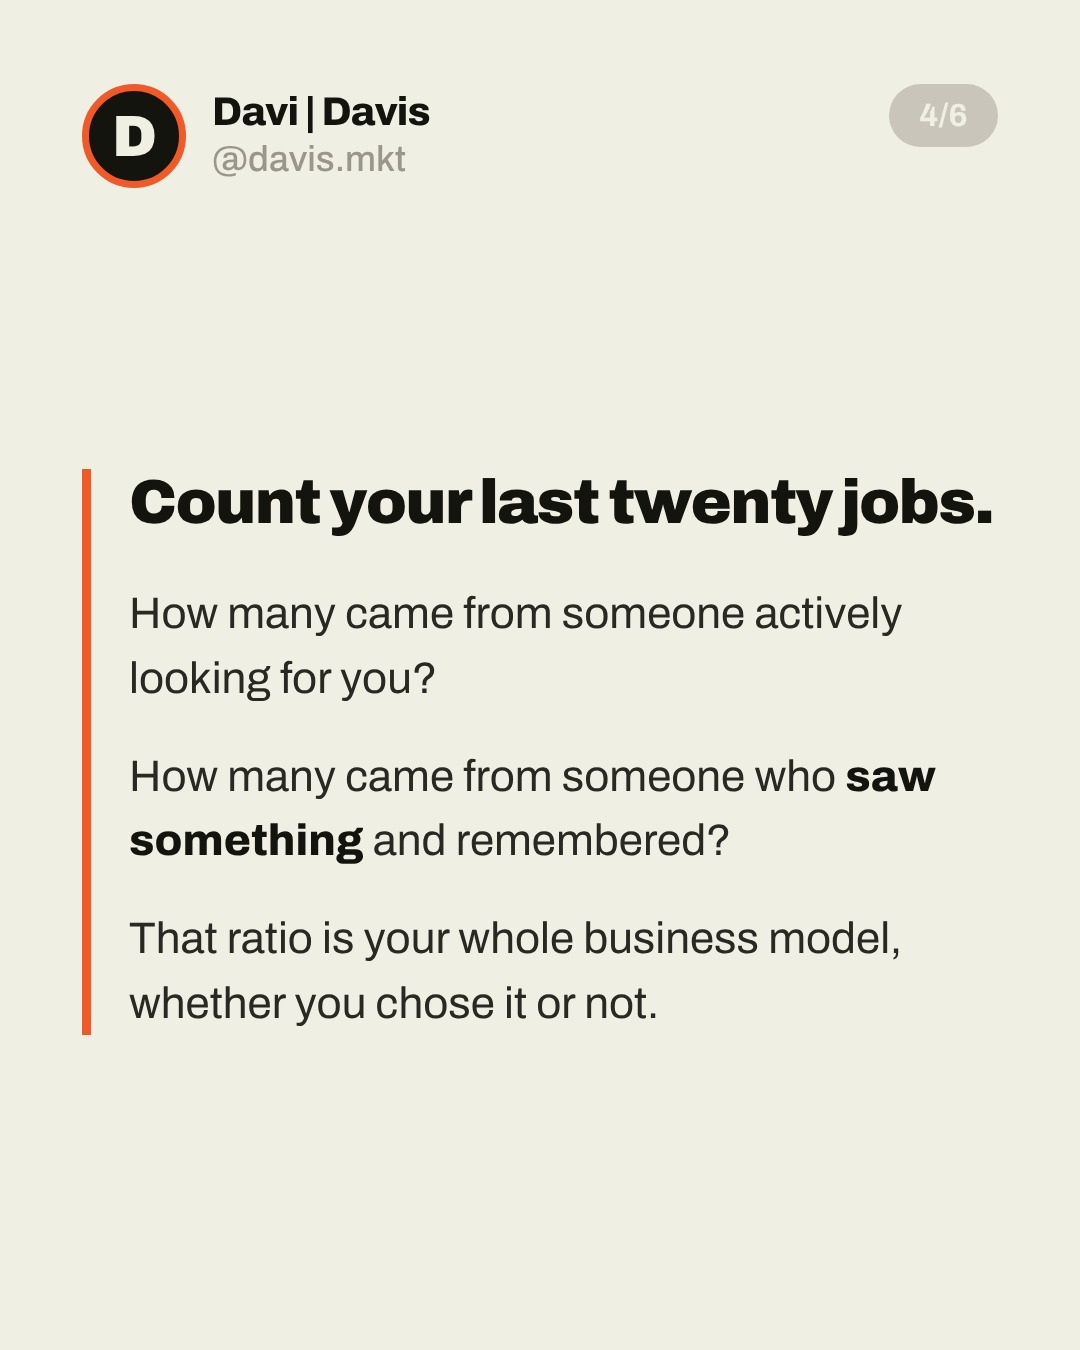 D
Davi | Davis
@davis.mkt
4/6
Count your last twenty jobs.
How many came from someone actively
looking for you?
How many came from someone who saw
something and remembered?
That ratio is your whole business model,
whether you chose it or not.